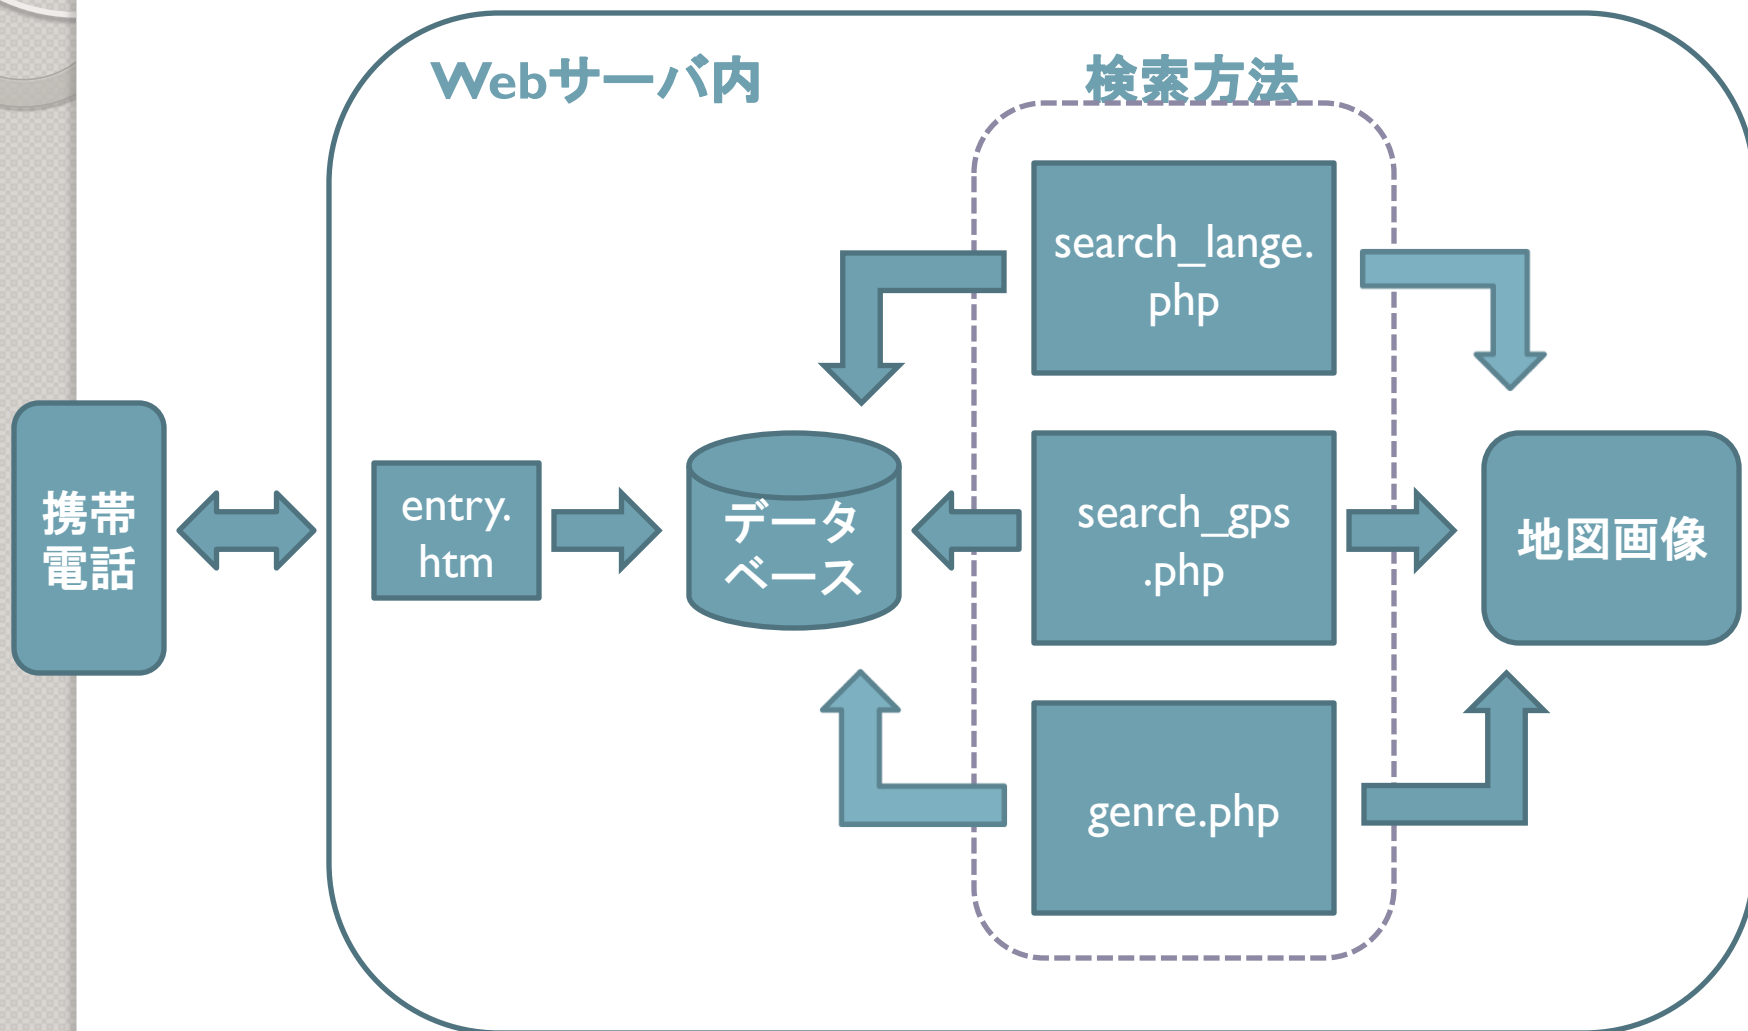 Webサーバ内
検索方法
search_lange.
php
携帯
電話
entry.
htm
データ
ベース
search_gps
.php
地図画像
genre.php